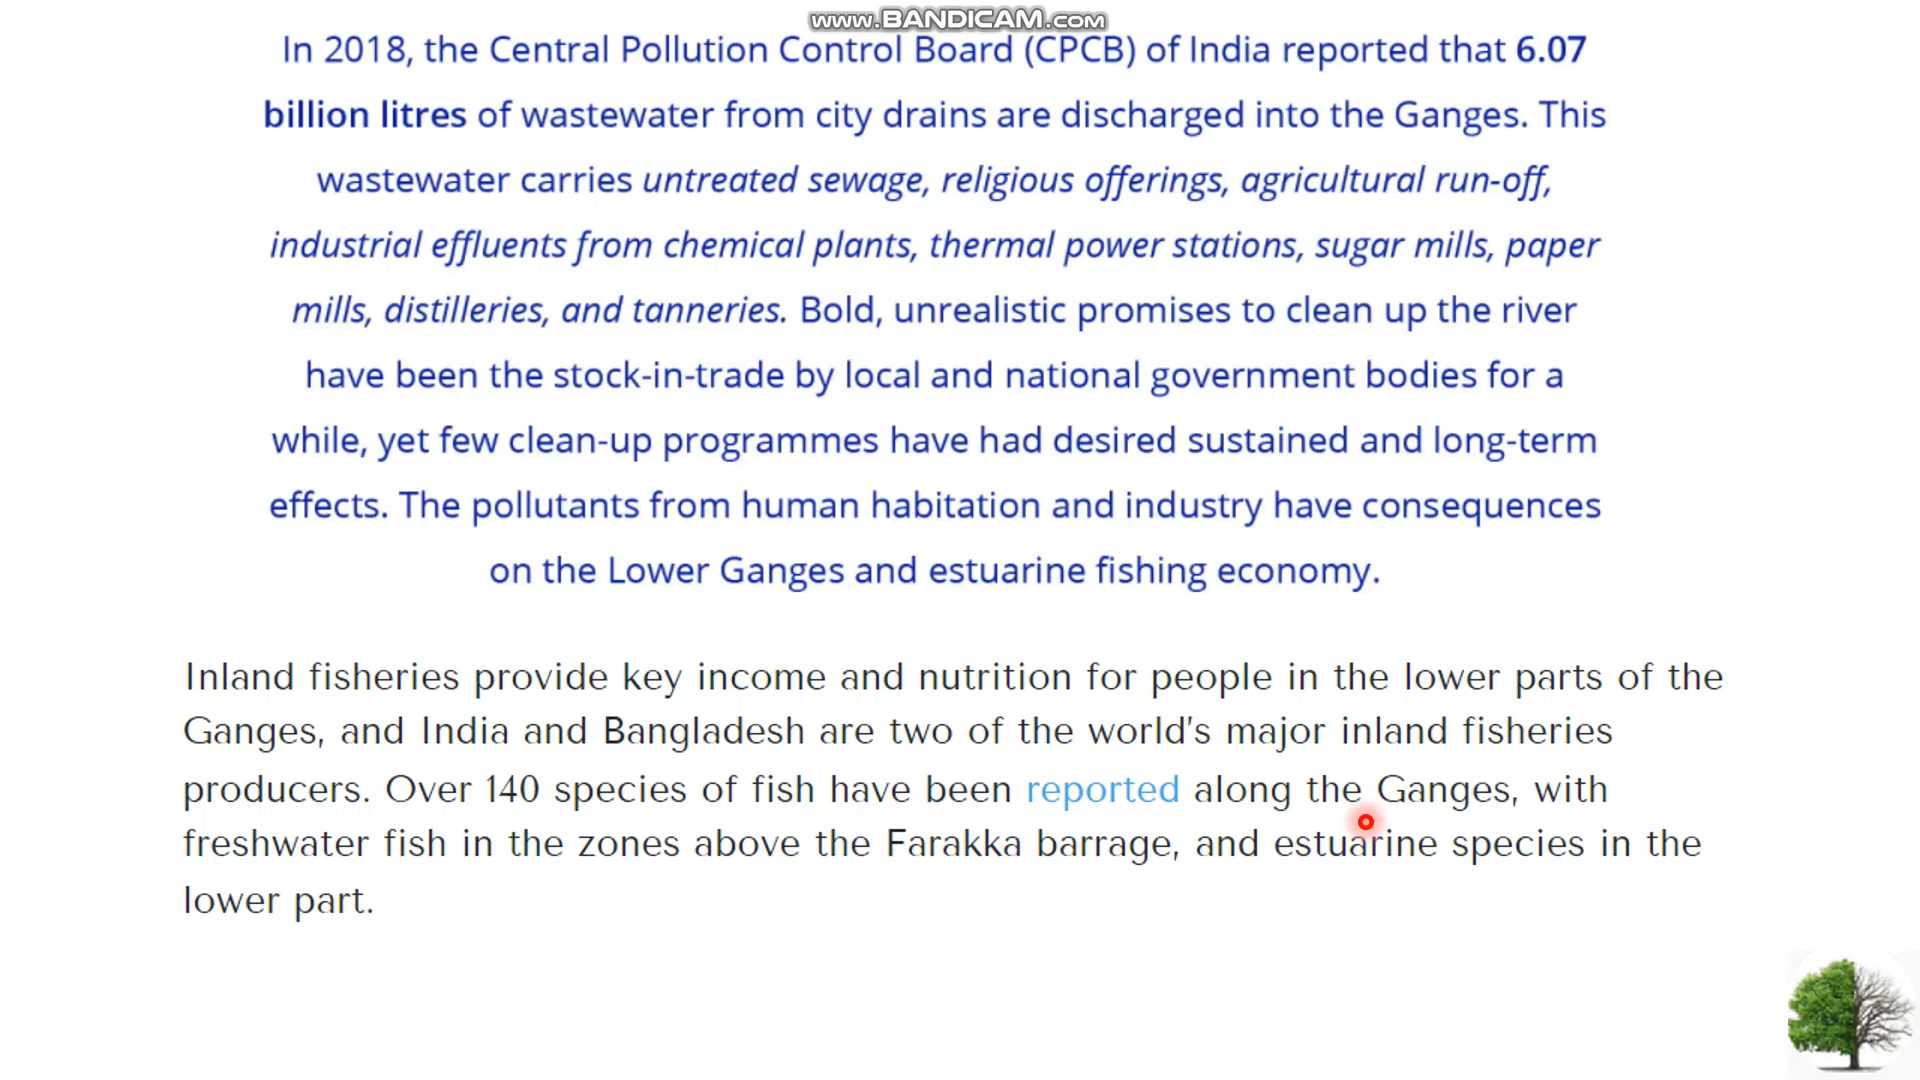 www.BANDICAM.com
In 2018, the Central Pollution Control Board (CPCB) of India reported that 6.07
billion litres of wastewater from city drains are discharged into the Ganges. This
wastewater carries untreated sewage, religious offerings, agricultural run-off,
industrial effluents from chemical plants, thermal power stations, sugar mills, paper
mills, distilleries, and tanneries. Bold, unrealistic promises to clean up the river
have been the stock-in-trade by local and national government bodies for a
while, yet few clean-up programmes have had desired sustained and long-term
effects. The pollutants from human habitation and industry have consequences
on the Lower Ganges and estuarine fishing economy.
Inland fisheries provide key income and nutrition for people in the lower parts of the
Ganges, and India and Bangladesh are two of the world's major inland fisheries
producers. Over 140 species of fish have been reported along the Ganges, with
freshwater fish in the zones above the Farakka barrage, and estuarine species in the
lower part.